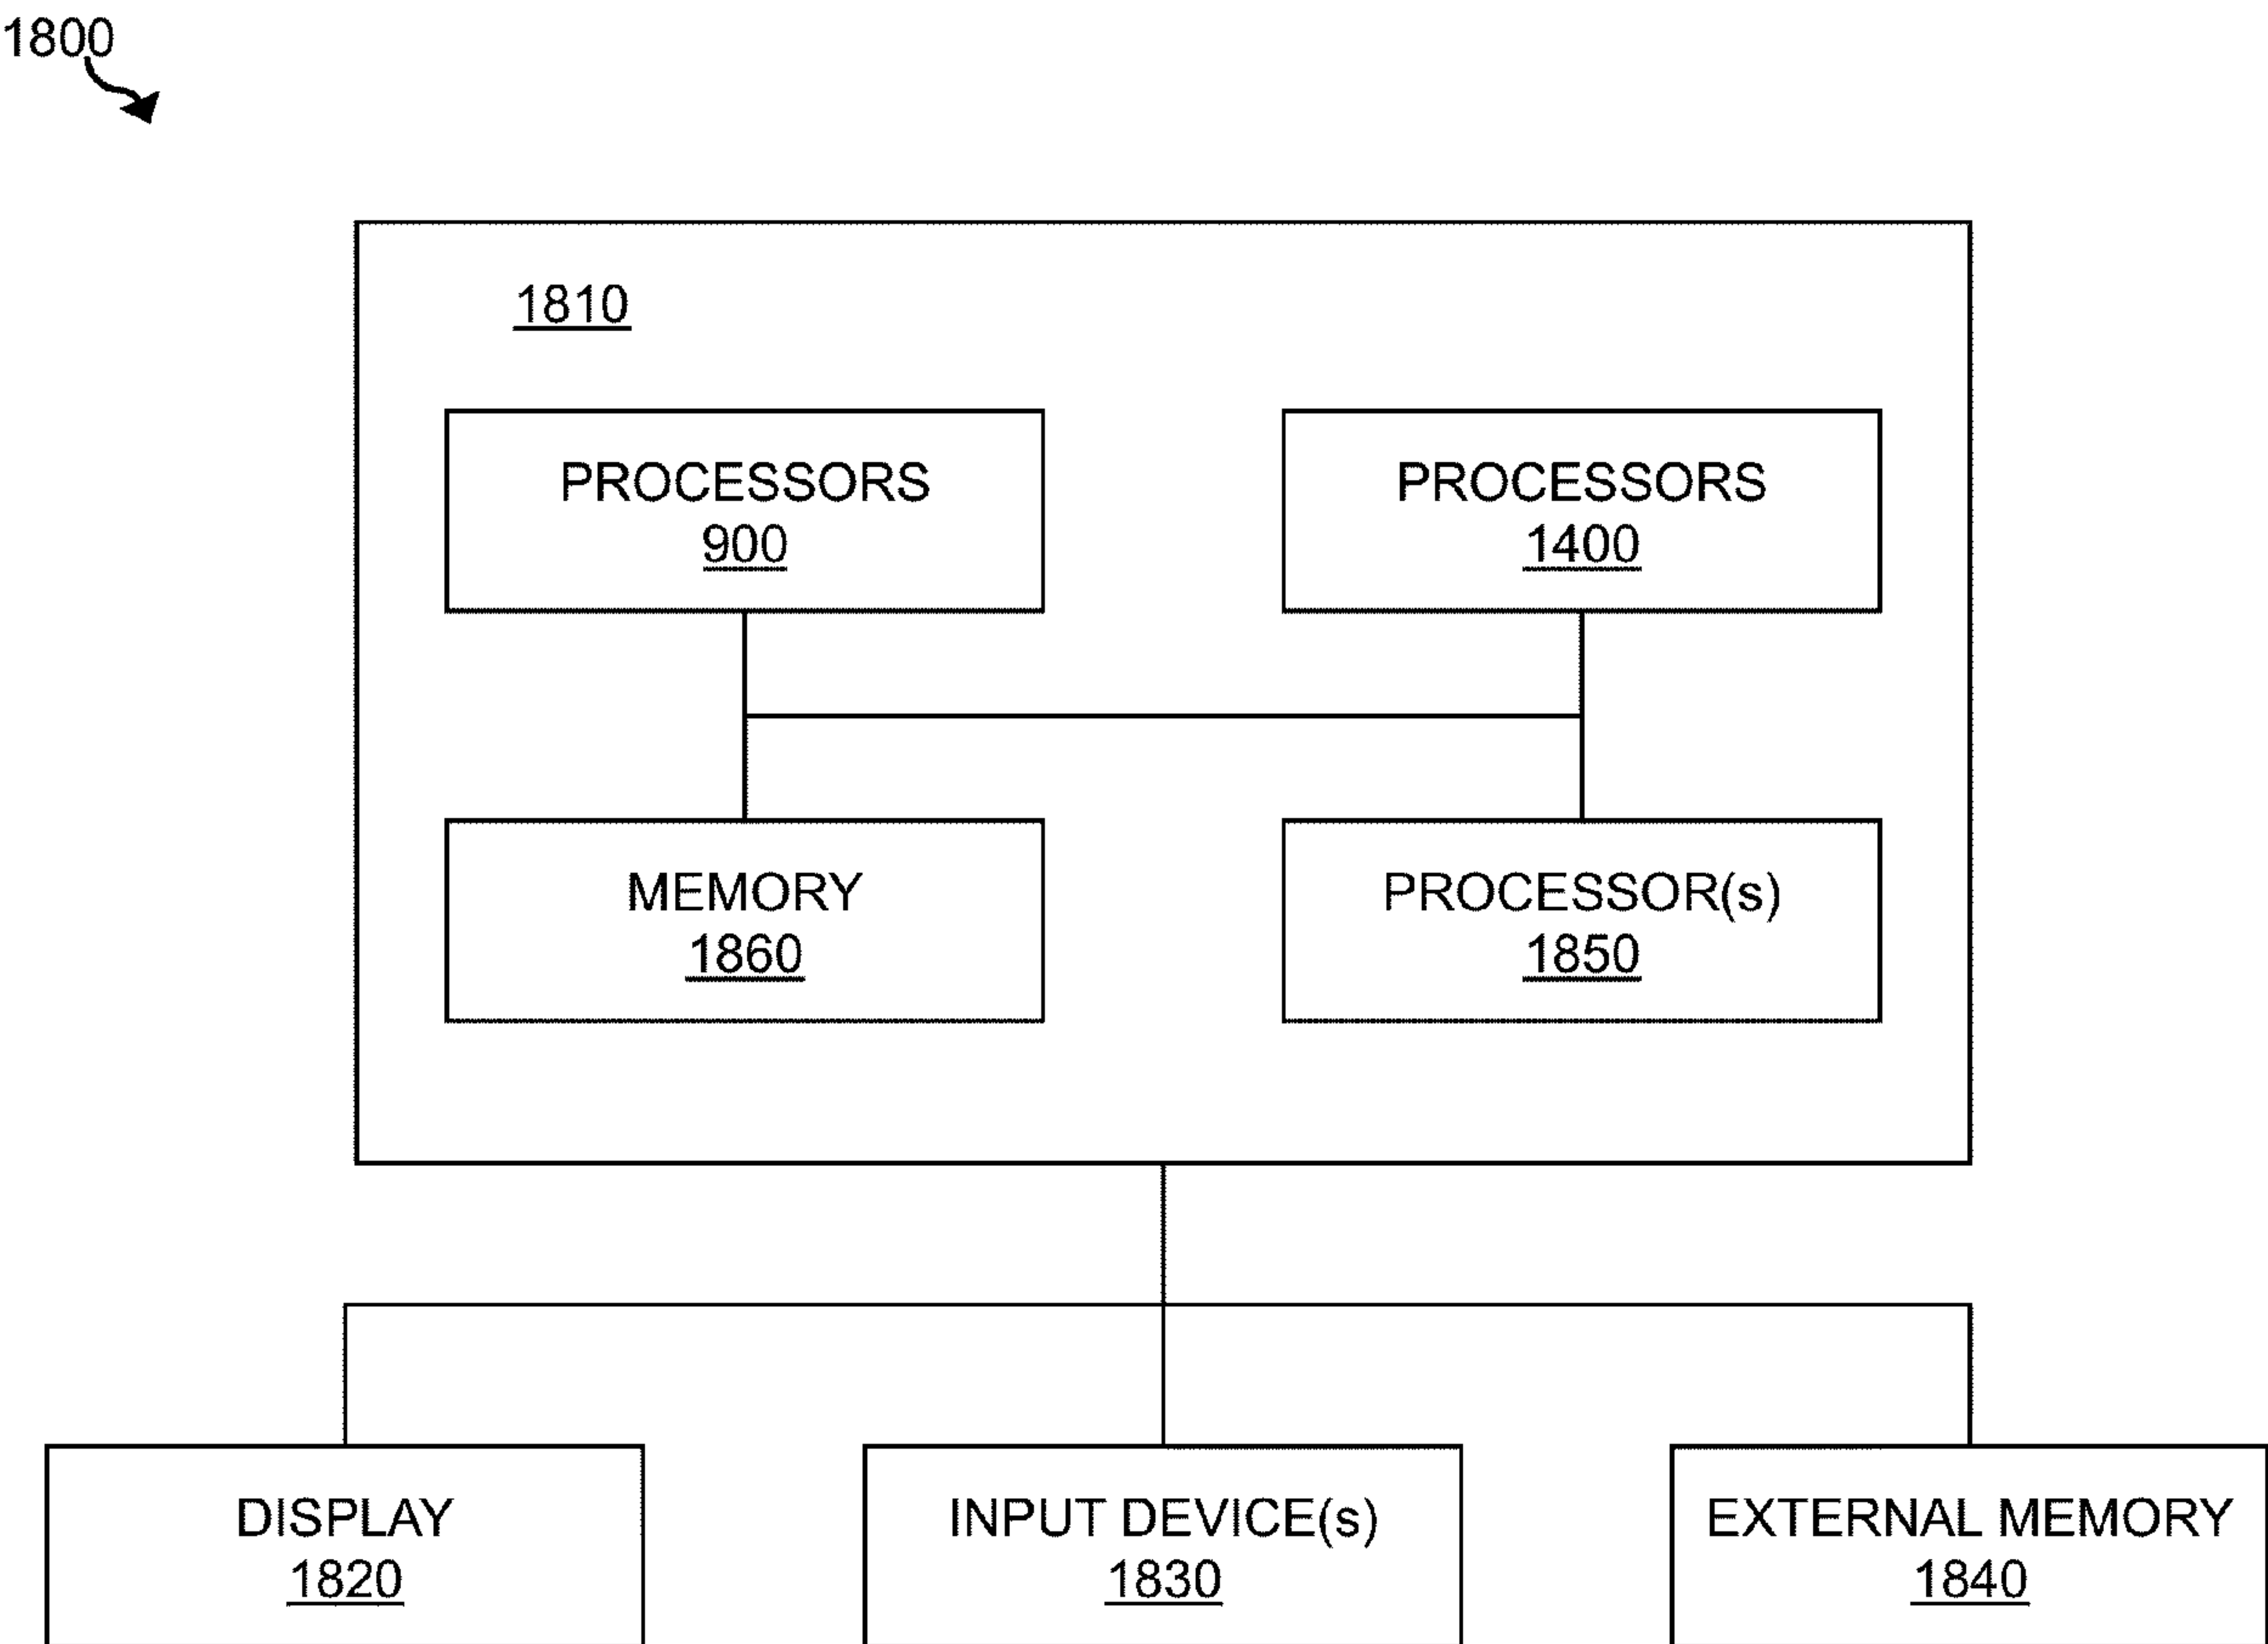 1800
1810
PROCESSORS
900
PROCESSORS
1400
MEMORY
1860
PROCESSOR(s)
1850
DISPLAY
1820
INPUT DEVICE(s)
1830
EXTERNAL MEMORY
1840